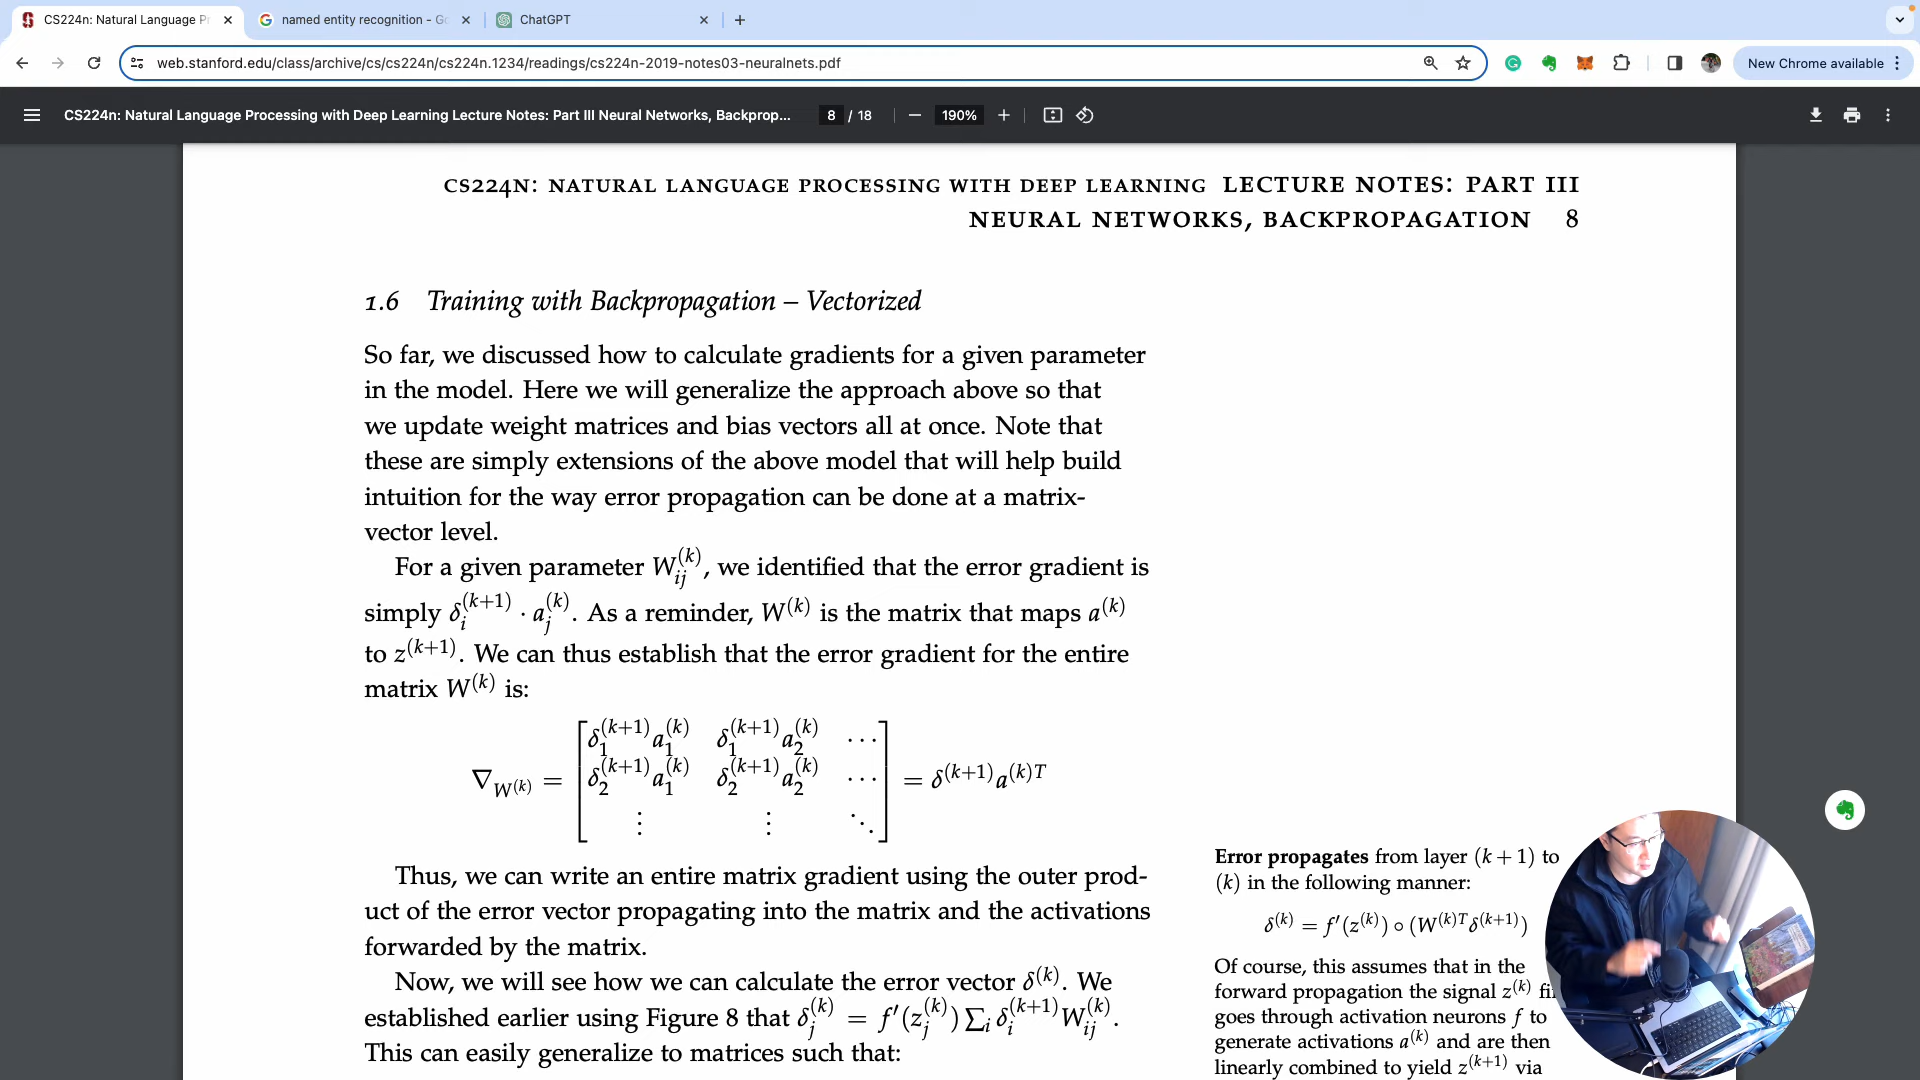 CS224n: Natural Language Pr
named entity recognition - Go
ChatGPT
web.stanford.edu/class/archive/cs/cs224n/cs224n.1234/readings/cs224n-2019-notes03-neuralnets.pdf
New Chrome available
CS224n: Natural Language Processing with Deep Learning Lecture Notes: Part III Neural Networks, Backprop...
8 / 18
190%
CS224N: NATURAL LANGUAGE PROCESSING WITH DEEP LEARNING LECTURE NOTES: PART III
NEURAL NETWORKS, BACKPROPAGATION 8
1.6 Training with Backpropagation – Vectorized
So far, we discussed how to calculate gradients for a given parameter
in the model. Here we will generalize the approach above so that
we update weight matrices and bias vectors all at once. Note that
these are simply extensions of the above model that will help build
intuition for the way error propagation can be done at a matrix-
vector level.
For a given parameter W_{ij}^{(k)}, we identified that the error gradient is
simply δ_i^{(k+1)} · a_j^{(k)}. As a reminder, W^{(k)} is the matrix that maps a^{(k)}
to z^{(k+1)}. We can thus establish that the error gradient for the entire
matrix W^{(k)} is:
∇_{W^{(k)}} = [δ_1^{(k+1)} a_1^{(k)} δ_1^{(k+1)} a_2^{(k)} ···
δ_2^{(k+1)} a_1^{(k)} δ_2^{(k+1)} a_2^{(k)} ···
⋮ ⋮ ⋱] = δ^{(k+1)} a^{(k)T}
Thus, we can write an entire matrix gradient using the outer prod-
uct of the error vector propagating into the matrix and the activations
forwarded by the matrix.
Now, we will see how we can calculate the error vector δ^{(k)}. We
established earlier using Figure 8 that δ_j^{(k)} = f′(z_j^{(k)}) ∑_i δ_i^{(k+1)} W_{ij}^{(k)}.
This can easily generalize to matrices such that:
Error propagates from layer (k + 1) to
(k) in the following manner:
δ^{(k)} = f′(z^{(k)}) ∘ (W^{(k)T} δ^{(k+1)})
Of course, this assumes that in the
forward propagation the signal z^{(k)} fi
goes through activation neurons f to
generate activations a^{(k)} and are then
linearly combined to yield z^{(k+1)} via